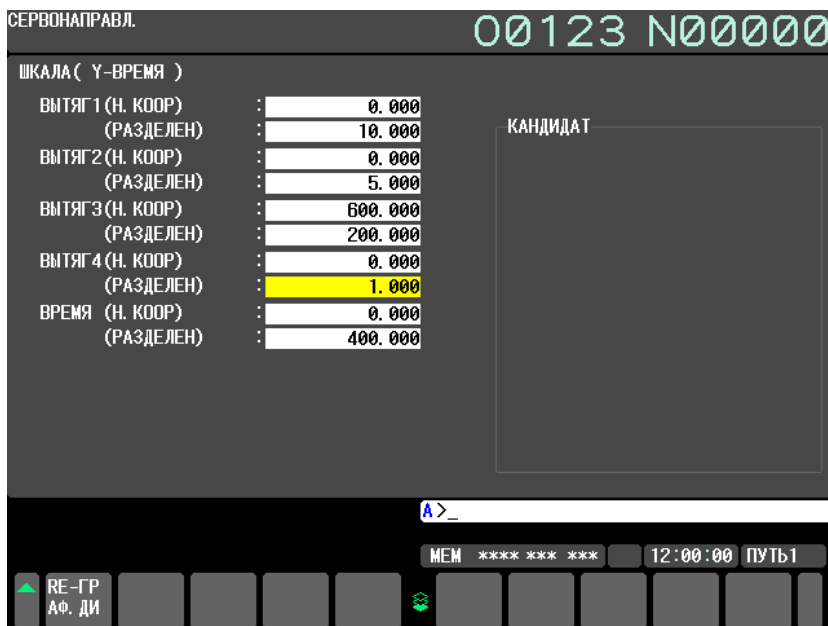 СЕРВОНАПРАВЛ.
O0123 N00000
ШКАЛА( Y-ВРЕМЯ )
ВЫТЯГ1(Н. КООР) : 0.000
(РАЗДЕЛЕН) : 10.000
ВЫТЯГ2(Н. КООР) : 0.000
(РАЗДЕЛЕН) : 5.000
ВЫТЯГ3(Н. КООР) : 600.000
(РАЗДЕЛЕН) : 200.000
ВЫТЯГ4(Н. КООР) : 0.000
(РАЗДЕЛЕН) : 1.000
ВРЕМЯ (Н. КООР) : 0.000
(РАЗДЕЛЕН) : 400.000
КАНДИДАТ
A>_
MEM **** *** *** 12:00:00 ПУТЬ1
RE-ГР
АФ. ДИ